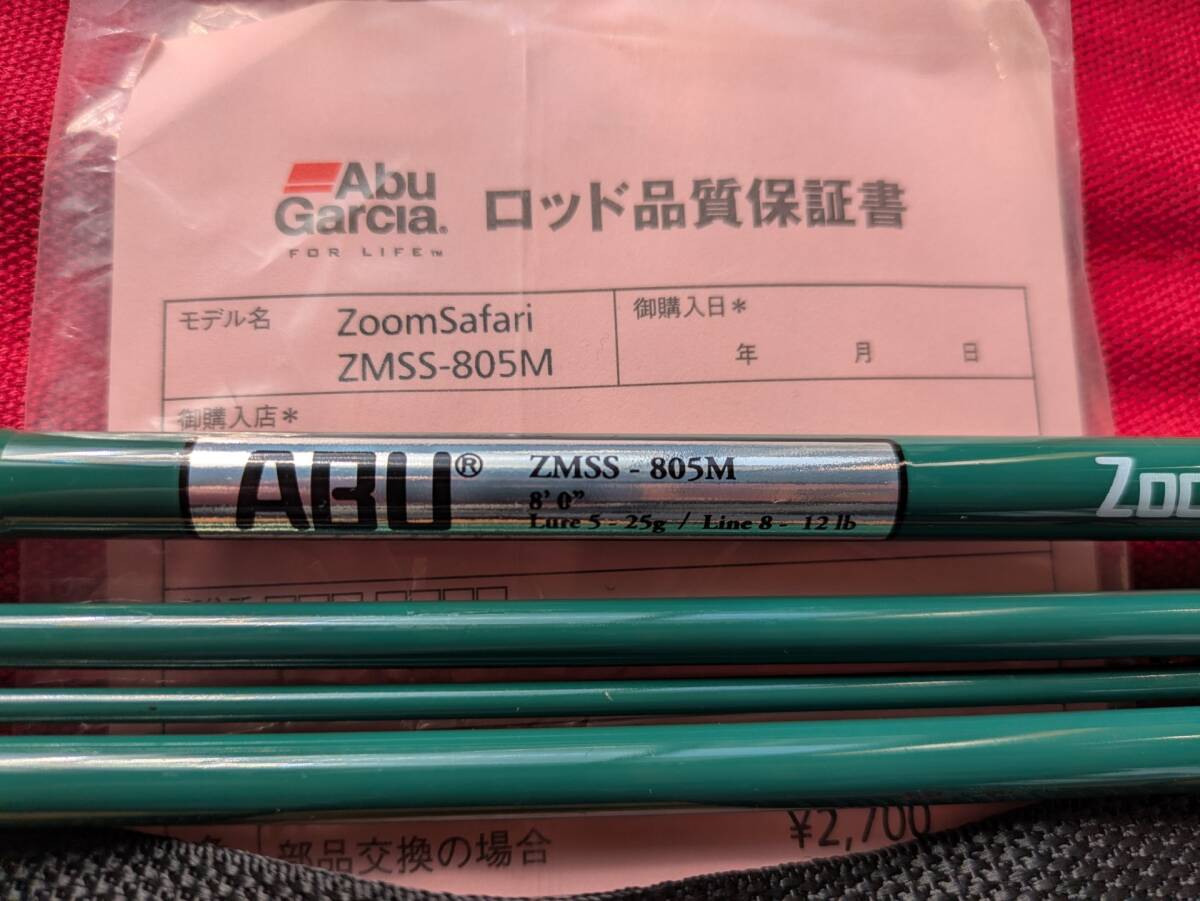 Abu
Garcia®
FOR LIFE™
ロッド品質保証書
モデル名
ZoomSafari
ZMSS-805M
御購入日*
年 月 日
御購入店*
ABU®
ZMSS - 805M
8' 0"
Lure 5 - 25g / Line 8 - 12 lb
部品交換の場合
¥2,700